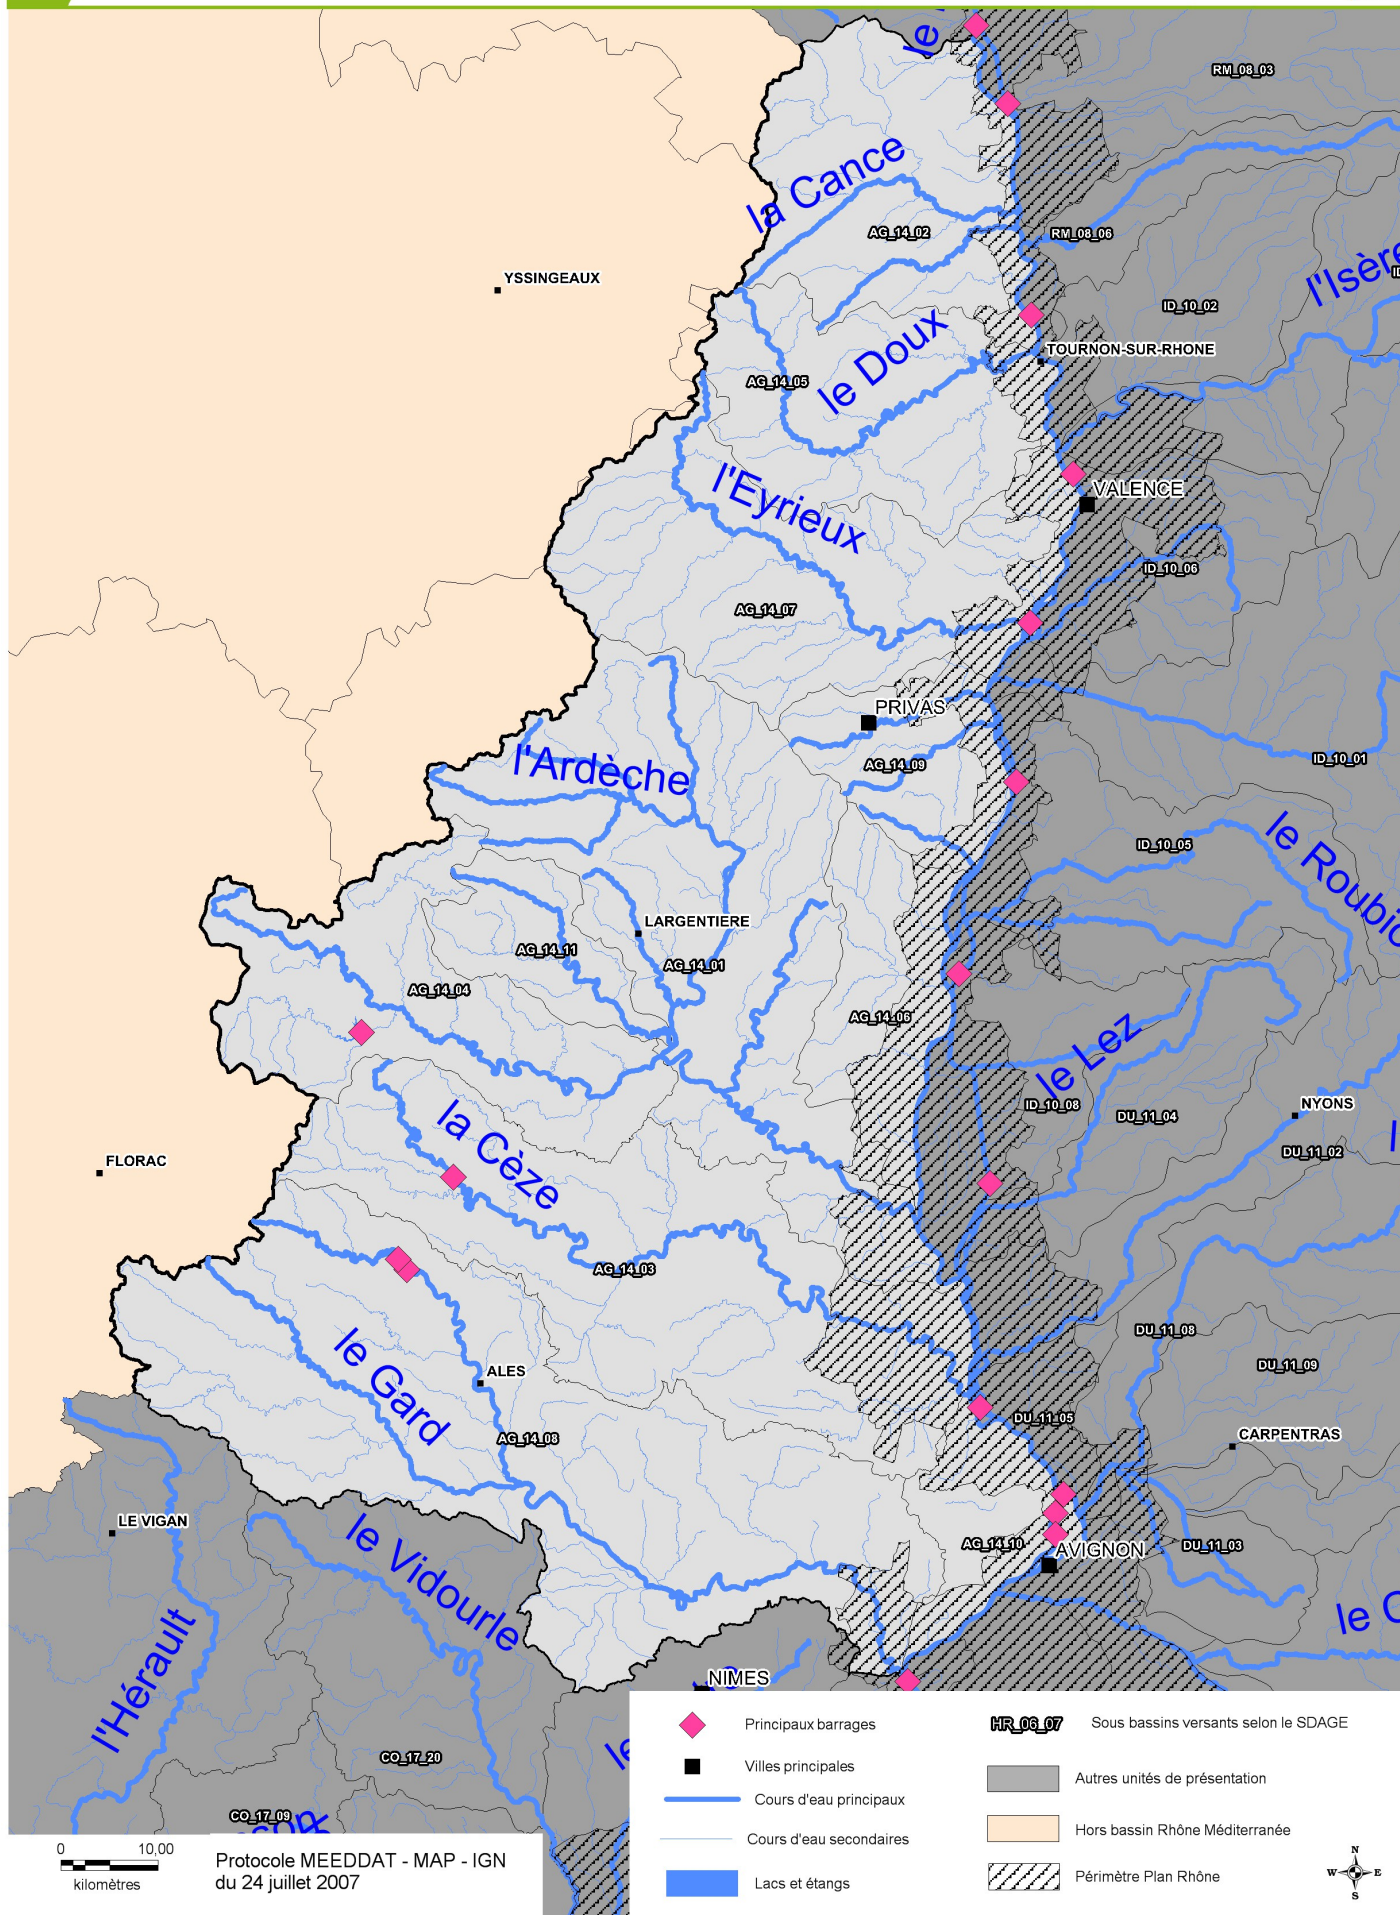 le
RM_08_03
la Cance
AG_14_02
RM_08_06
l'Isère
YSSINGEAUX
ID_10_02
le Doux
TOURNON-SUR-RHONE
AG_14_05
l'Eyrieux
VALENCE
ID_10_06
AG_14_07
PRIVAS
l'Ardèche
AG_14_09
ID_10_01
le Roubio
ID_10_05
LARGENTIERE
AG_14_11
AG_14_01
AG_14_04
AG_14_06
le Lez
ID_10_08
DU_11_04
NYONS
la Cèze
DU_11_02
FLORAC
AG_14_03
DU_11_08
DU_11_09
le Gard
ALES
DU_11_05
CARPENTRAS
AG_14_08
LE VIGAN
le Vidourle
AG_14_10
AVIGNON
DU_11_03
l'Hérault
le C
NIMES
le
CO_17_20
CO_17_09
Principaux barrages
Villes principales
Cours d'eau principaux
Cours d'eau secondaires
Lacs et étangs
HR_06_07 Sous bassins versants selon le SDAGE
Autres unités de présentation
Hors bassin Rhône Méditerranée
Périmètre Plan Rhône
N
W E
S
0 10,00
kilomètres
Protocole MEEDDAT - MAP - IGN
du 24 juillet 2007